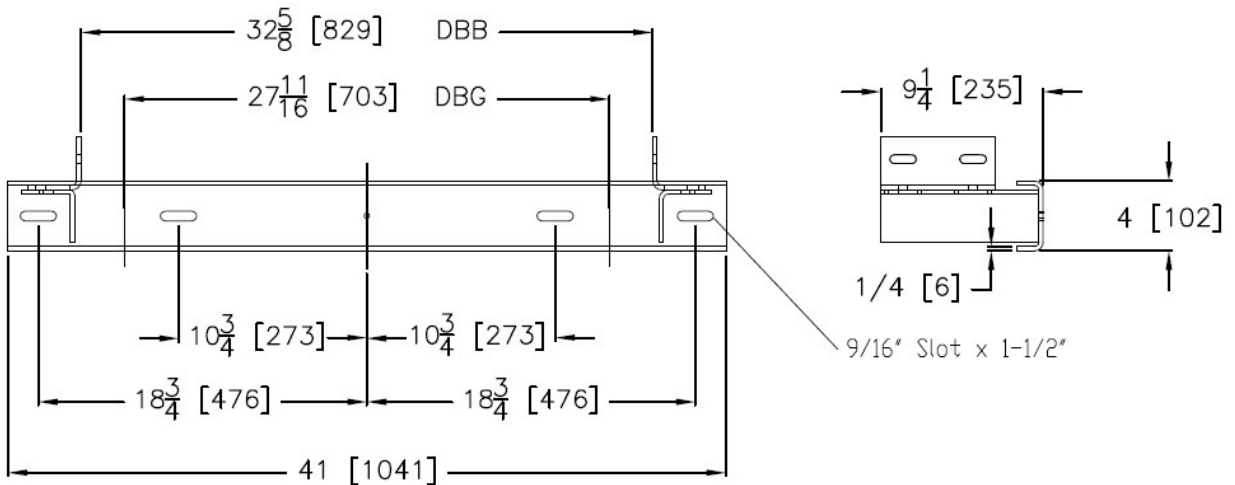 32 5/8 [829] DBB
27 11/16 [703] DBG
9 1/4 [235]
4 [102]
1/4 [6]
10 3/4 [273] 10 3/4 [273]
9/16" Slot x 1-1/2"
18 3/4 [476] 18 3/4 [476]
41 [1041]